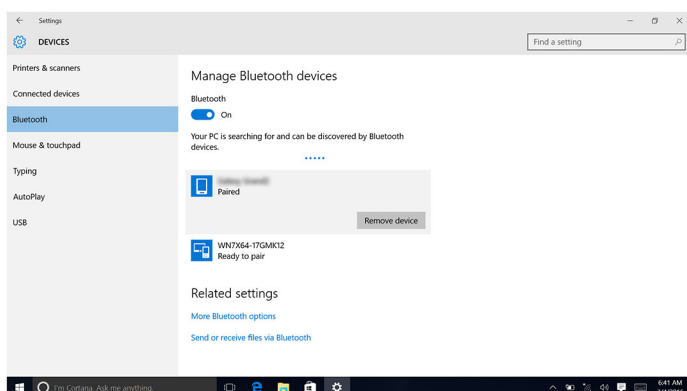 Settings
DEVICES
Find a setting
Printers & scanners
Connected devices
Bluetooth
Mouse & touchpad
Typing
AutoPlay
USB
Manage Bluetooth devices
Bluetooth
On
Your PC is searching for and can be discovered by Bluetooth
devices.
Paired
Remove device
WN7X64-17GMK12
Ready to pair
Related settings
More Bluetooth options
Send or receive files via Bluetooth
I'm Cortana. Ask me anything.
6:41 AM